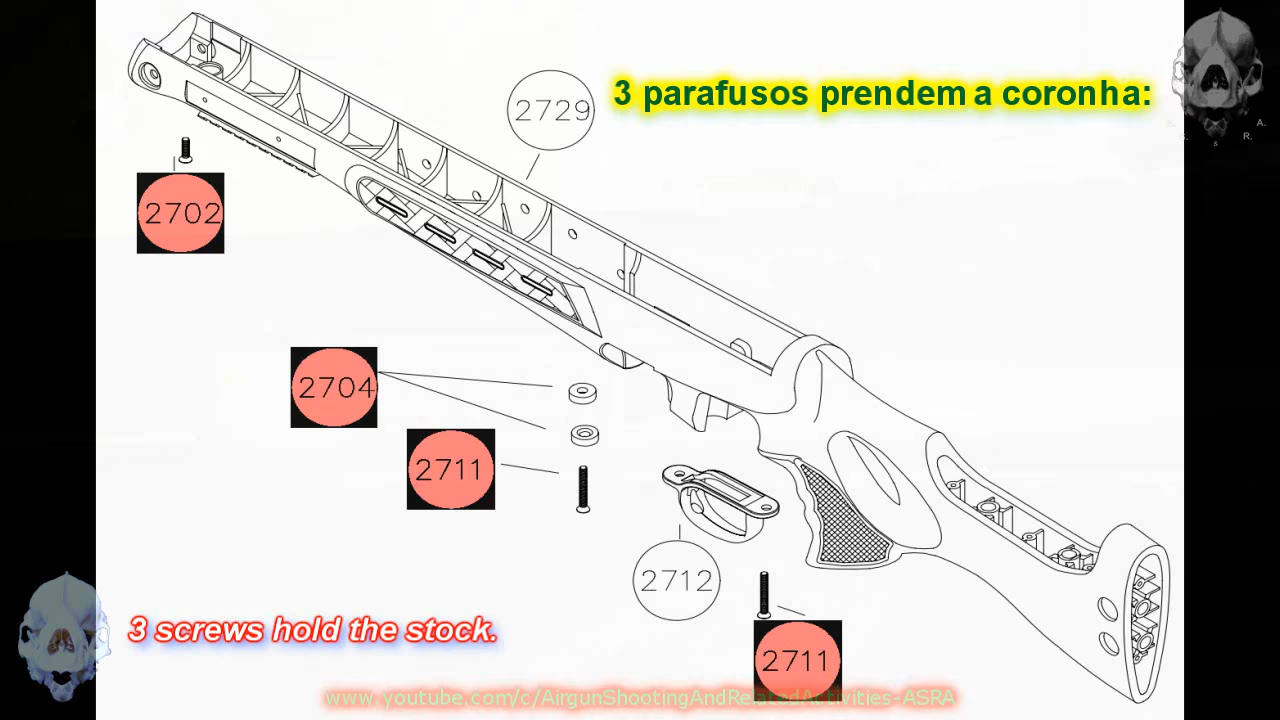 3 parafusos prendem a coronha:
2729
A.
S.
R.
&
2702
2704
2711
2712
3 screws hold the stock.
2711
www.youtube.com/c/AirgunShootingAndRelatedActivities-ASRA